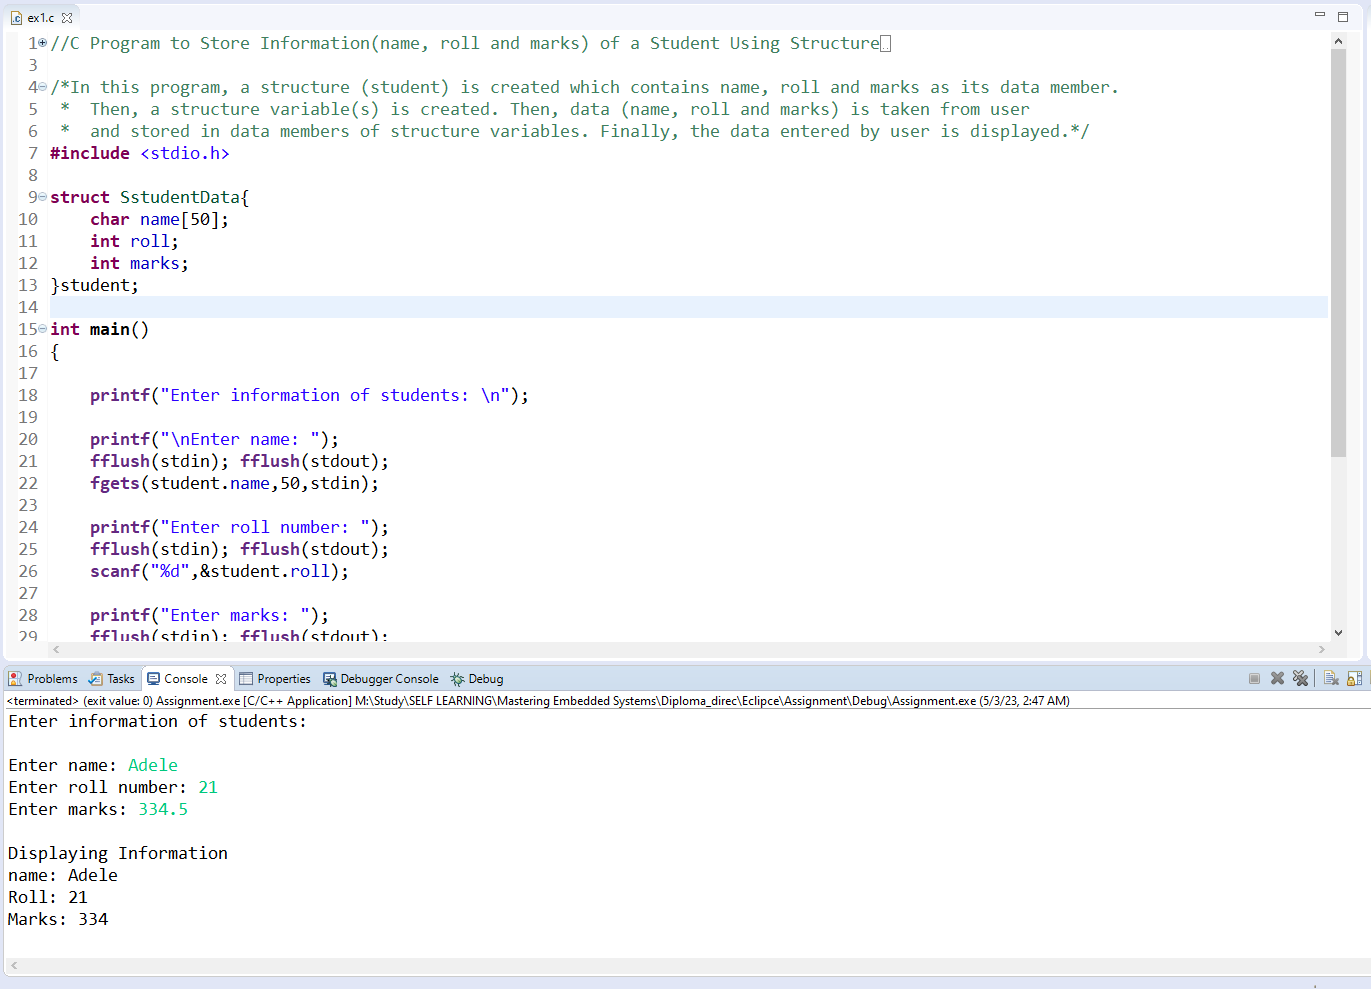 ex1.c
1 //C Program to Store Information(name, roll and marks) of a Student Using Structure
3
4 /*In this program, a structure (student) is created which contains name, roll and marks as its data member.
5  *  Then, a structure variable(s) is created. Then, data (name, roll and marks) is taken from user
6  *  and stored in data members of structure variables. Finally, the data entered by user is displayed.*/
7 #include <stdio.h>
8
9 struct SstudentData{
10     char name[50];
11     int roll;
12     int marks;
13 }student;
14
15 int main()
16 {
17
18     printf("Enter information of students: \n");
19
20     printf("\nEnter name: ");
21     fflush(stdin); fflush(stdout);
22     fgets(student.name,50,stdin);
23
24     printf("Enter roll number: ");
25     fflush(stdin); fflush(stdout);
26     scanf("%d",&student.roll);
27
28     printf("Enter marks: ");
29     fflush(stdin); fflush(stdout);
Problems Tasks Console Properties Debugger Console Debug
<terminated> (exit value: 0) Assignment.exe [C/C++ Application] M:\Study\SELF LEARNING\Mastering Embedded Systems\Diploma_direc\Eclipce\Assignment\Debug\Assignment.exe (5/3/23, 2:47 AM)
Enter information of students:
Enter name: Adele
Enter roll number: 21
Enter marks: 334.5
Displaying Information
name: Adele
Roll: 21
Marks: 334